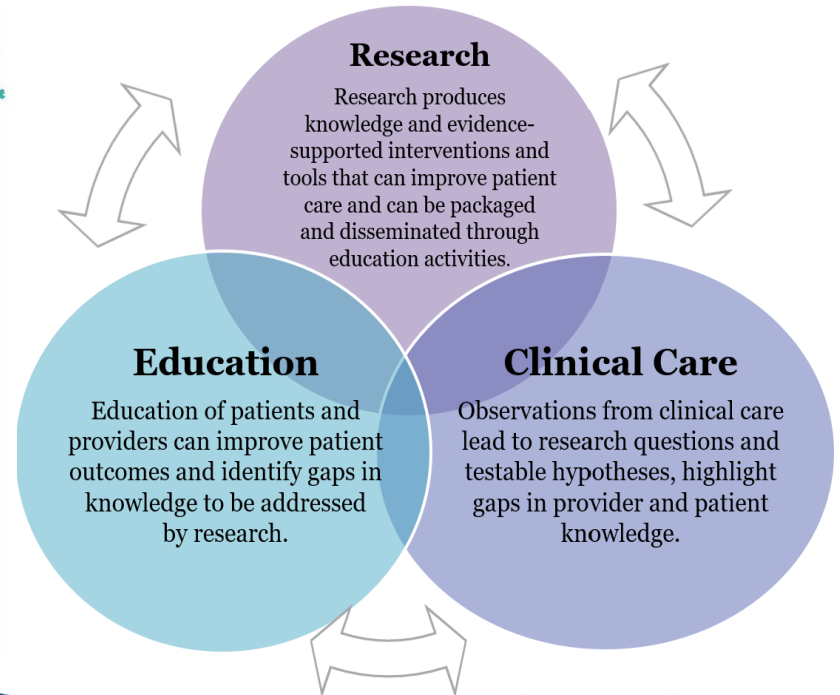 Research
Research produces
knowledge and evidence-
supported interventions and
tools that can improve patient
care and can be packaged
and disseminated through
education activities.
Education
Education of patients and
providers can improve patient
outcomes and identify gaps in
knowledge to be addressed
by research.
Clinical Care
Observations from clinical care
lead to research questions and
testable hypotheses, highlight
gaps in provider and patient
knowledge.